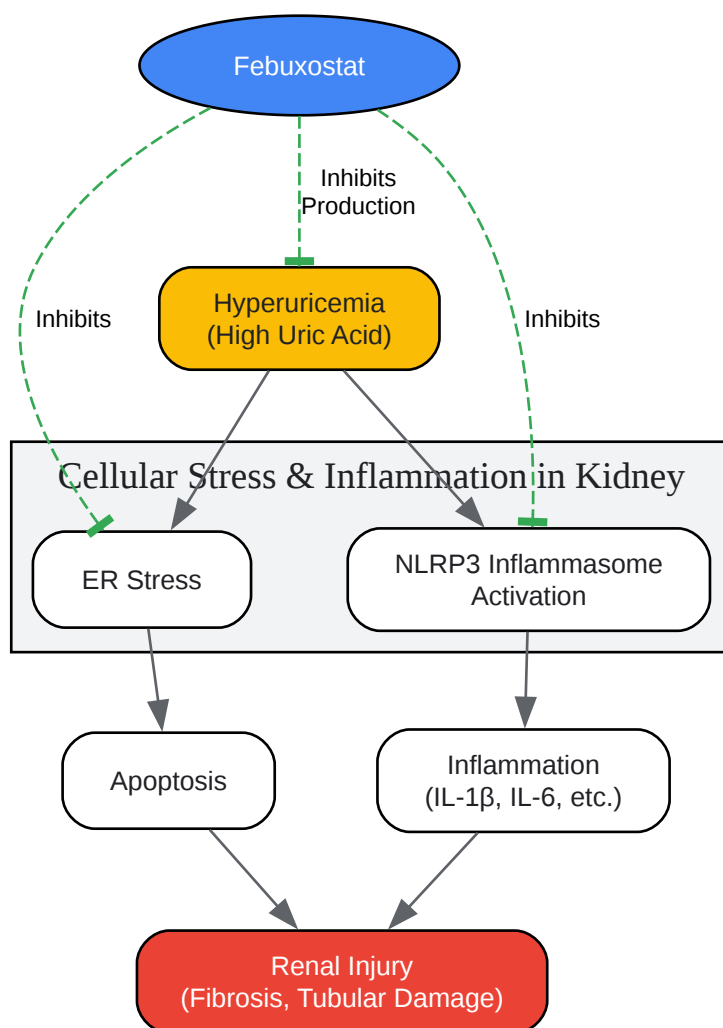 Febuxostat
Inhibits
Production
Hyperuricemia
(High Uric Acid)
Inhibits
Inhibits
Cellular Stress & Inflammation in Kidney
ER Stress
NLRP3 Inflammasome
Activation
Apoptosis
Inflammation
(IL-1β, IL-6, etc.)
Renal Injury
(Fibrosis, Tubular Damage)